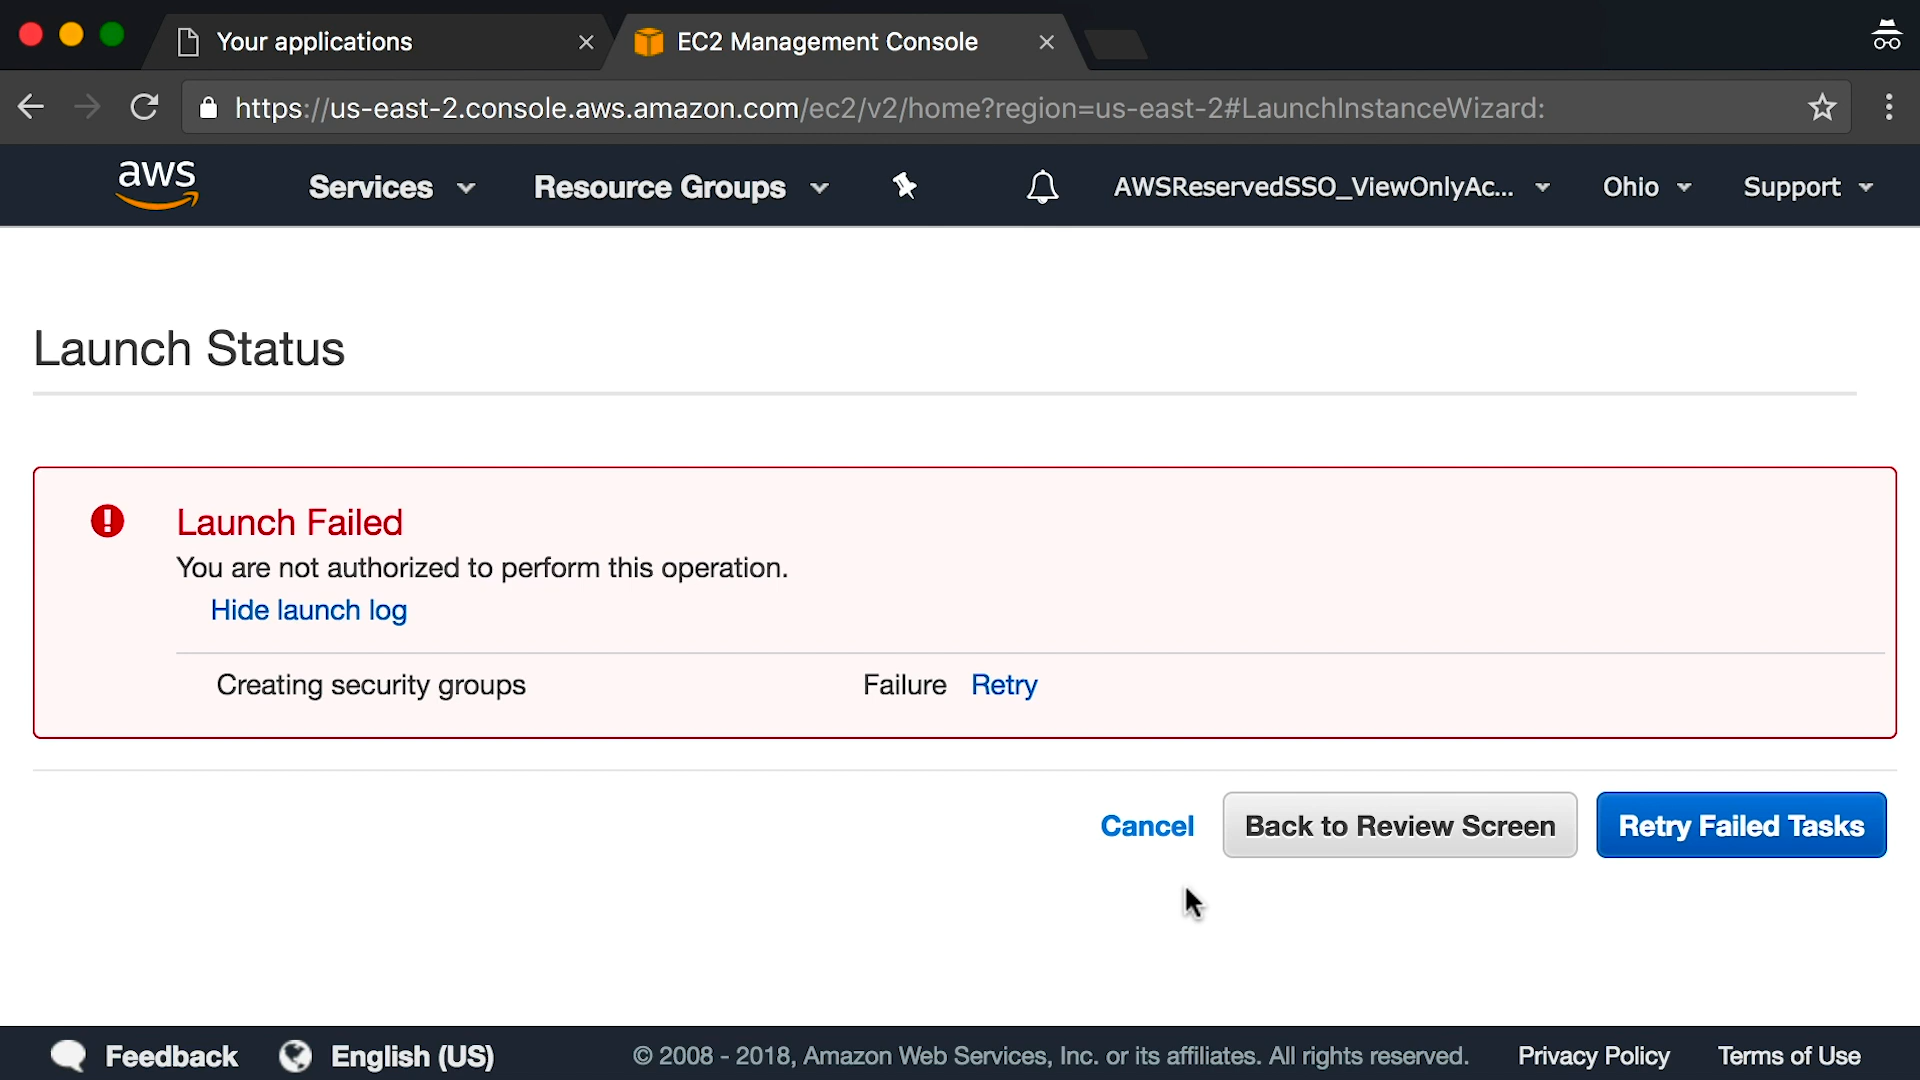 Your applications
EC2 Management Console
https://us-east-2.console.aws.amazon.com/ec2/v2/home?region=us-east-2#LaunchInstanceWizard:
aws Services Resource Groups AWSReservedSSO_ViewOnlyAc... Ohio Support
Launch Status
Launch Failed
You are not authorized to perform this operation.
Hide launch log
Creating security groups Failure Retry
Cancel Back to Review Screen Retry Failed Tasks
Feedback English (US) © 2008 - 2018, Amazon Web Services, Inc. or its affiliates. All rights reserved. Privacy Policy Terms of Use